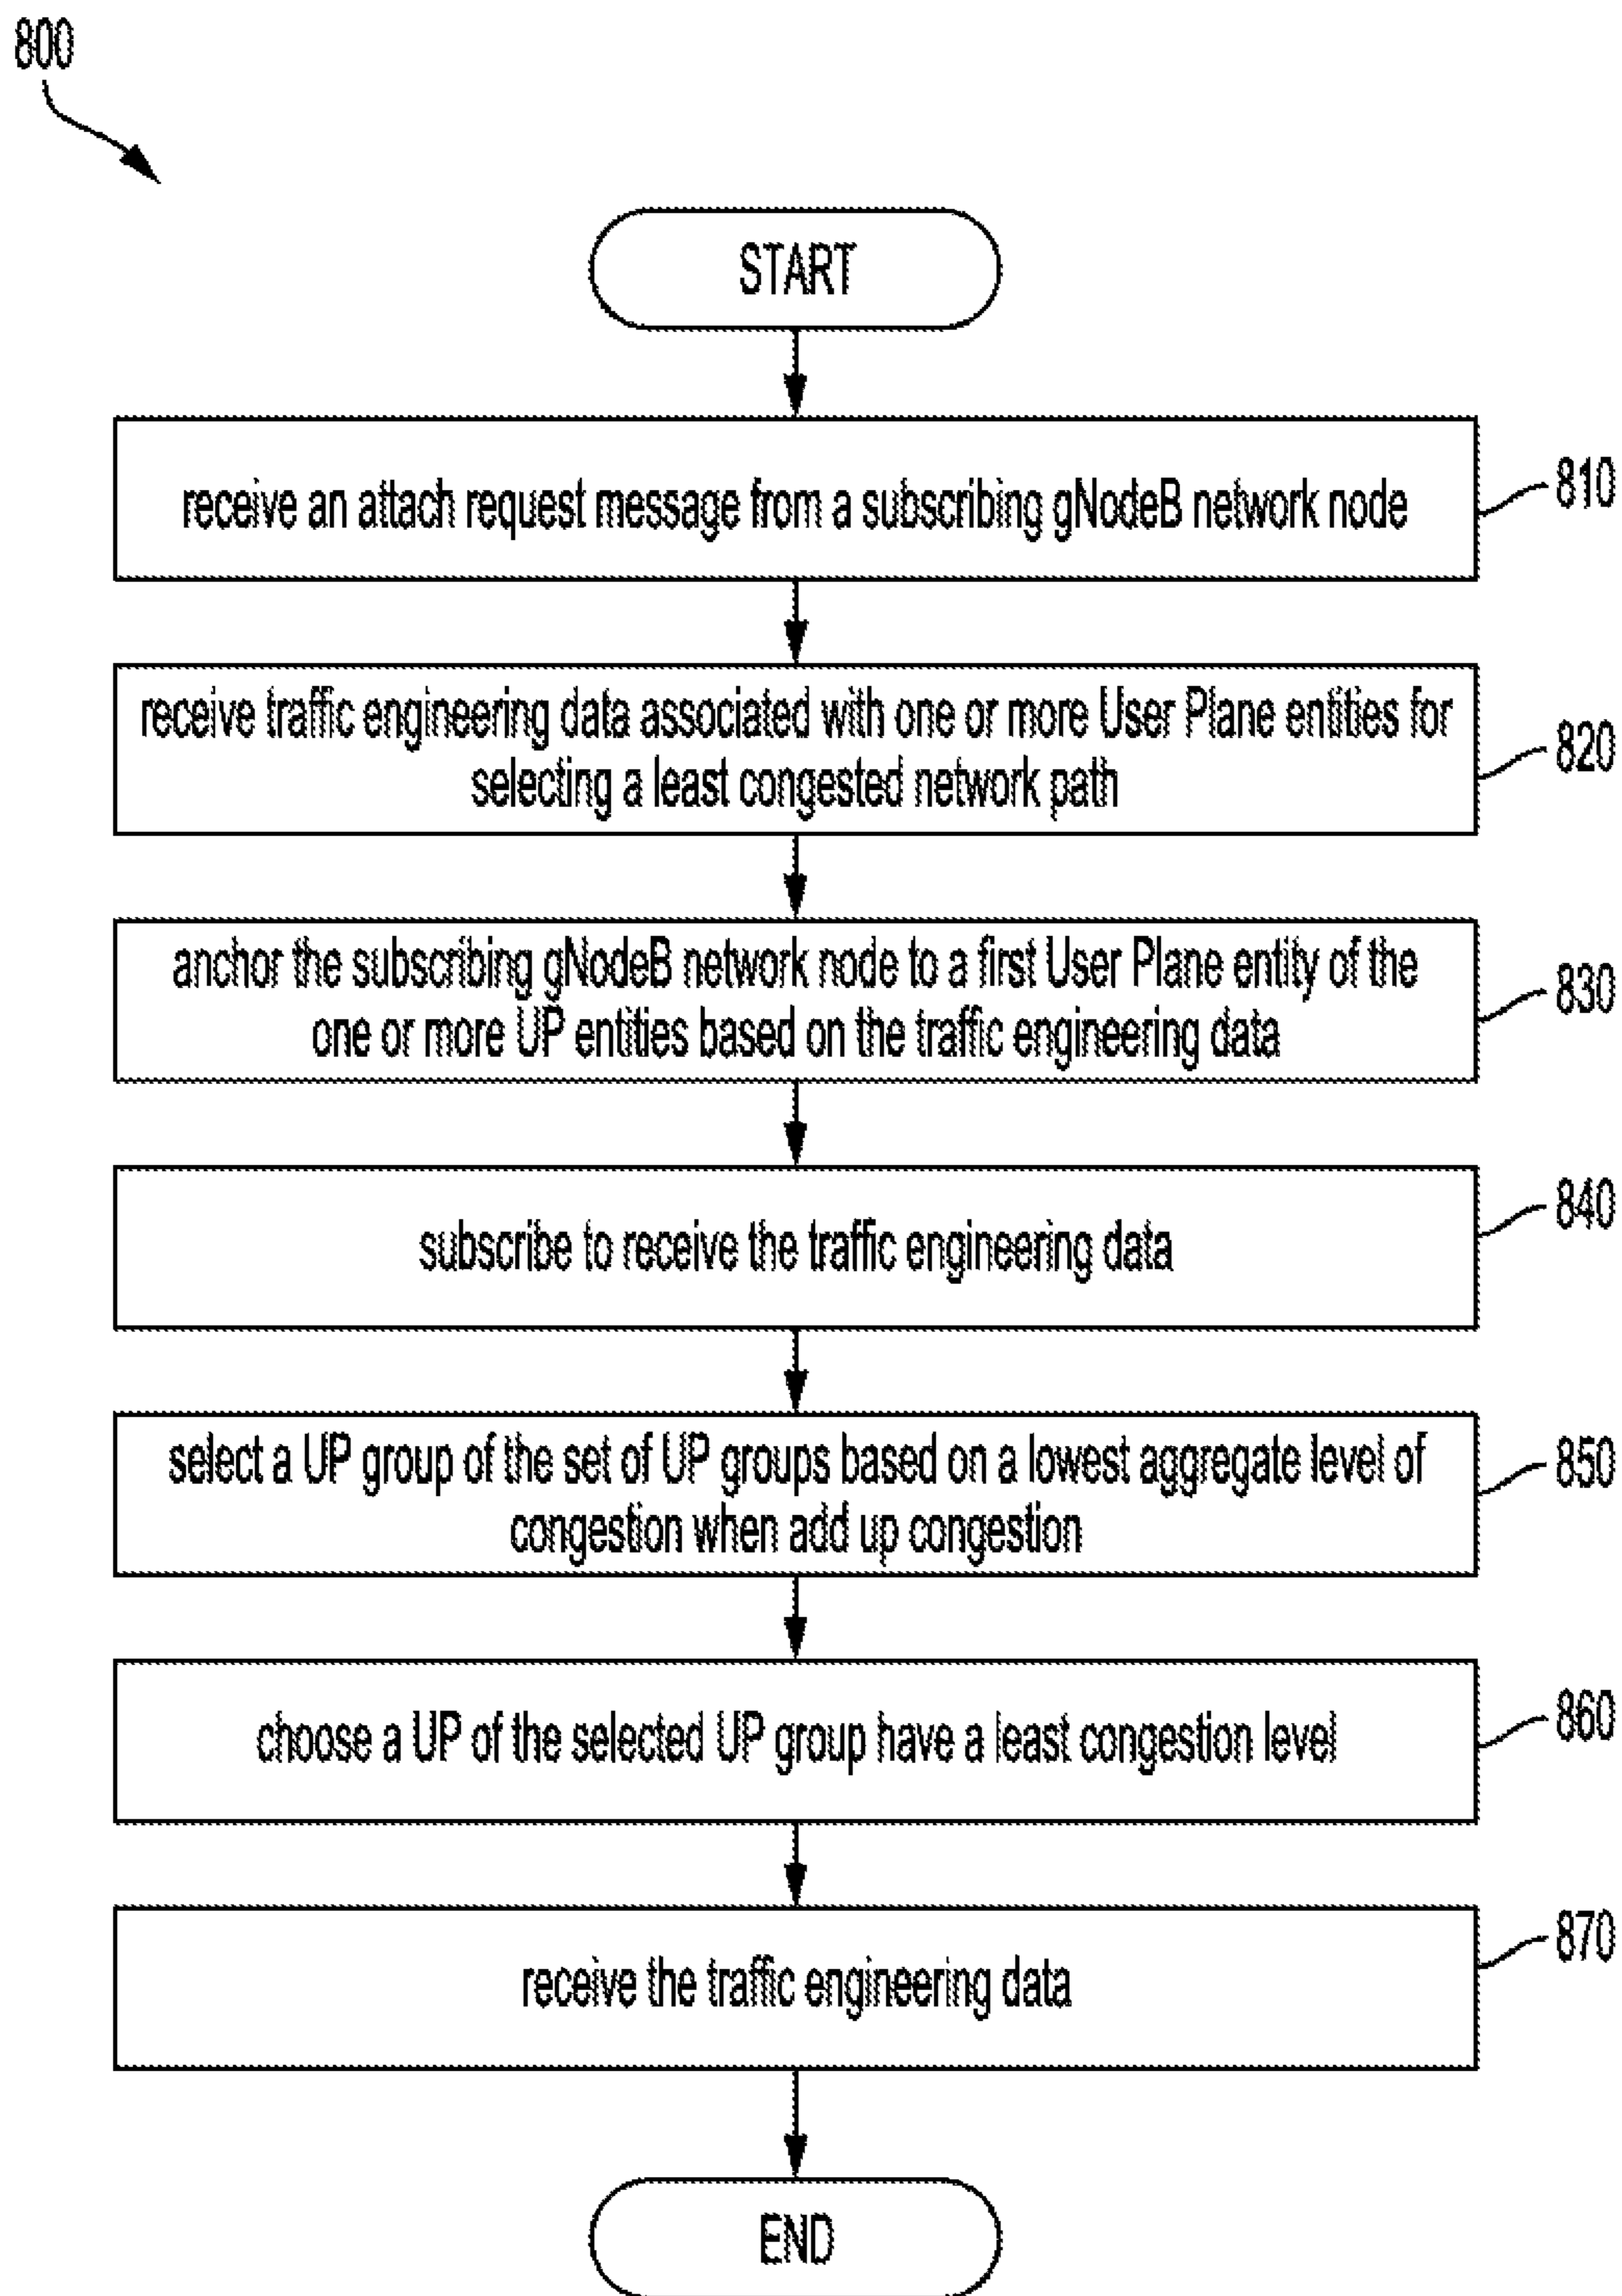 800
START
receive an attach request message from a subscribing gNodeB network node
810
receive traffic engineering data associated with one or more User Plane entities for
selecting a least congested network path
820
anchor the subscribing gNodeB network node to a first User Plane entity of the
one or more UP entities based on the traffic engineering data
830
subscribe to receive the traffic engineering data
840
select a UP group of the set of UP groups based on a lowest aggregate level of
congestion when add up congestion
850
choose a UP of the selected UP group have a least congestion level
860
receive the traffic engineering data
870
END